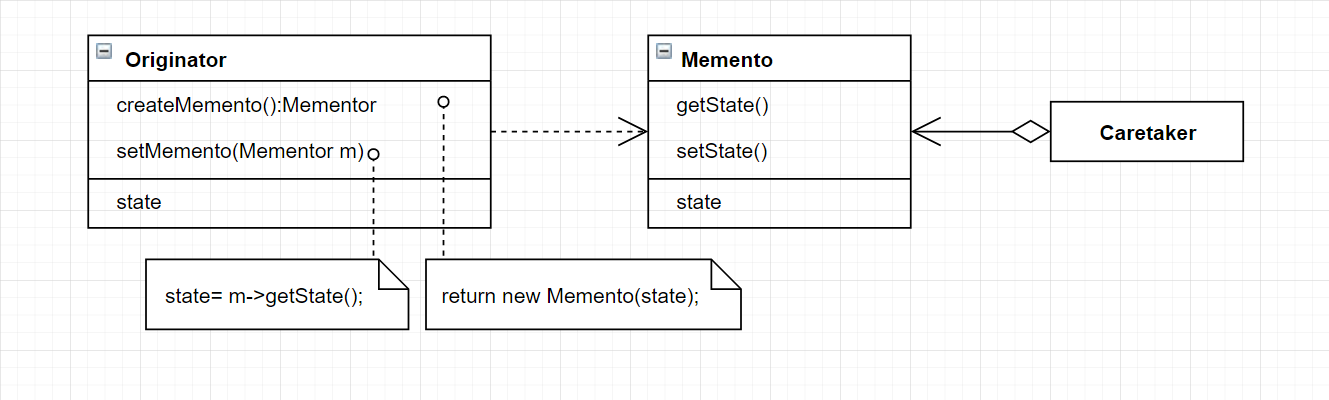 Originator
createMemento():Mementor
setMemento(Mementor m)
state
Memento
getState()
setState()
state
Caretaker
state= m->getState();
return new Memento(state);